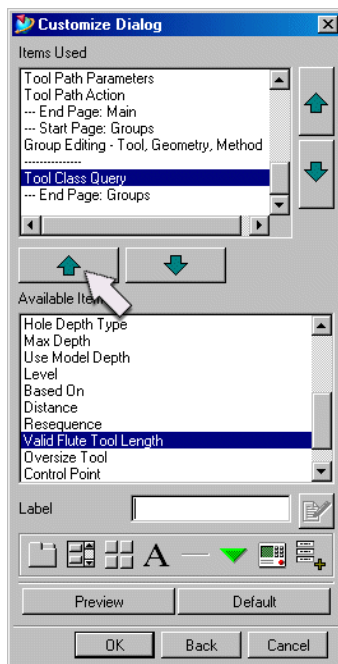 Customize Dialog
Items Used
Tool Path Parameters
Tool Path Action
--- End Page: Main
--- Start Page: Groups
Group Editing - Tool, Geometry, Method
---------------
Tool Class Query
--- End Page: Groups
Available Ite
Hole Depth Type
Max Depth
Use Model Depth
Level
Based On
Distance
Resequence
Valid Flute Tool Length
Oversize Tool
Control Point
Label
A
Preview Default
OK Back Cancel